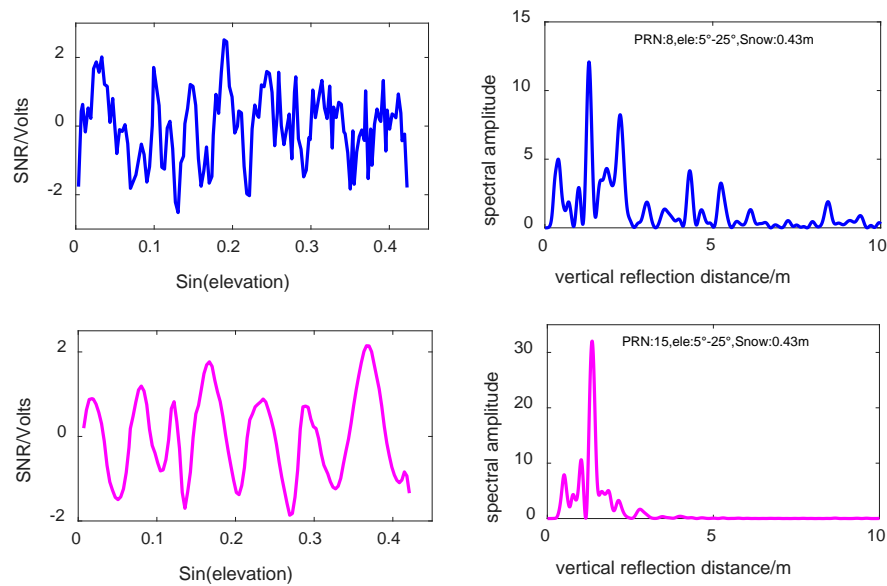 2
0
-2
SNR/Volts
0.1
0.2
0.3
0.4
Sin(elevation)
15
10
5
0
spectral amplitude
PRN:8,ele:5°-25°,Snow:0.43m
0
5
10
vertical reflection distance/m
2
0
-2
SNR/Volts
0
0.1
0.2
0.3
0.4
Sin(elevation)
30
20
10
0
spectral amplitude
PRN:15,ele:5°-25°,Snow:0.43m
0
5
10
vertical reflection distance/m